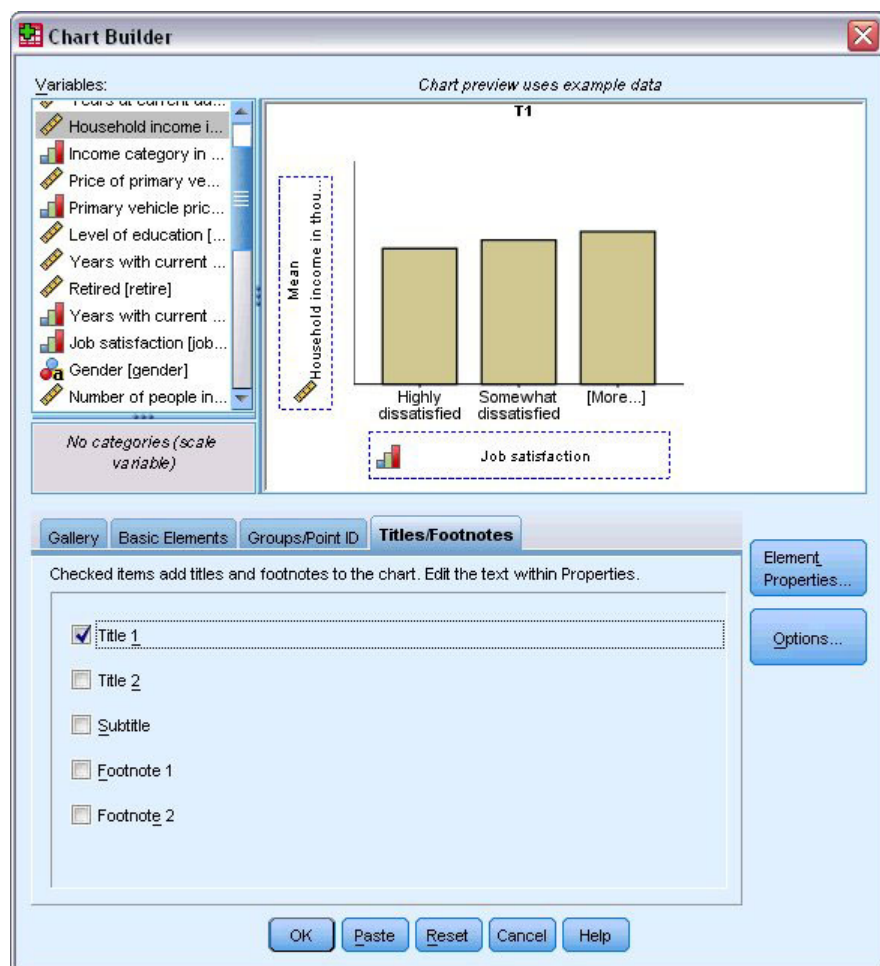 Chart Builder
Variables:
Household income i...
Income category in ...
Price of primary ve...
Primary vehicle pric...
Level of education [...
Years with current ...
Retired [retire]
Years with current ...
Job satisfaction [job...
Gender [gender]
Number of people in...
No categories (scale
variable)
Chart preview uses example data
T1
Mean
Household income in thou...
Highly
dissatisfied
Somewhat
dissatisfied
[More...]
Job satisfaction
Gallery
Basic Elements
Groups/Point ID
Titles/Footnotes
Checked items add titles and footnotes to the chart. Edit the text within Properties.
Title 1
Title 2
Subtitle
Footnote 1
Footnote 2
Element
Properties...
Options...
OK
Paste
Reset
Cancel
Help